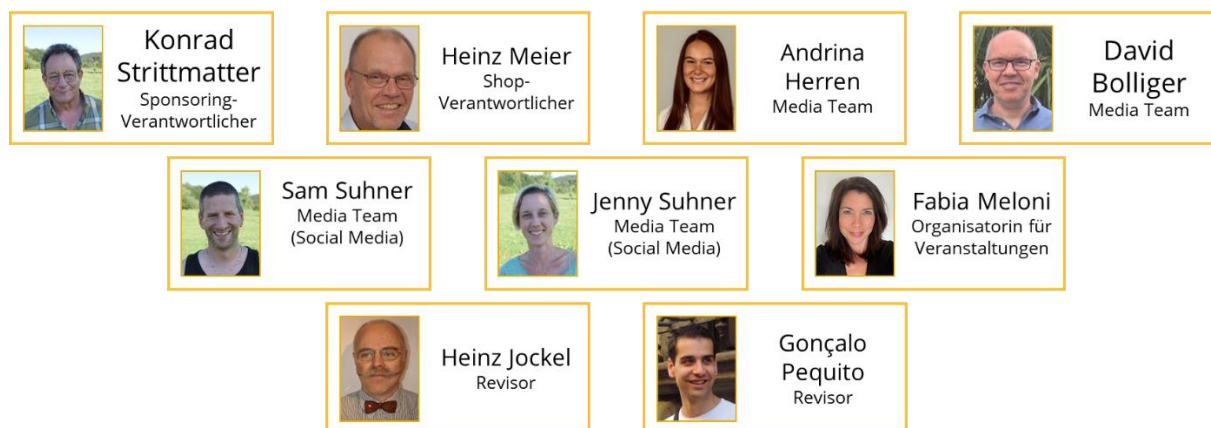 Konrad
Strittmatter
Sponsoring-
Verantwortlicher
Heinz Meier
Shop-
Verantwortlicher
Andrina
Herren
Media Team
David
Bolliger
Media Team
Sam Suhner
Media Team
(Social Media)
Jenny Suhner
Media Team
(Social Media)
Fabia Meloni
Organisatorin für
Veranstaltungen
Heinz Jockel
Revisor
Gonçalo
Pequito
Revisor